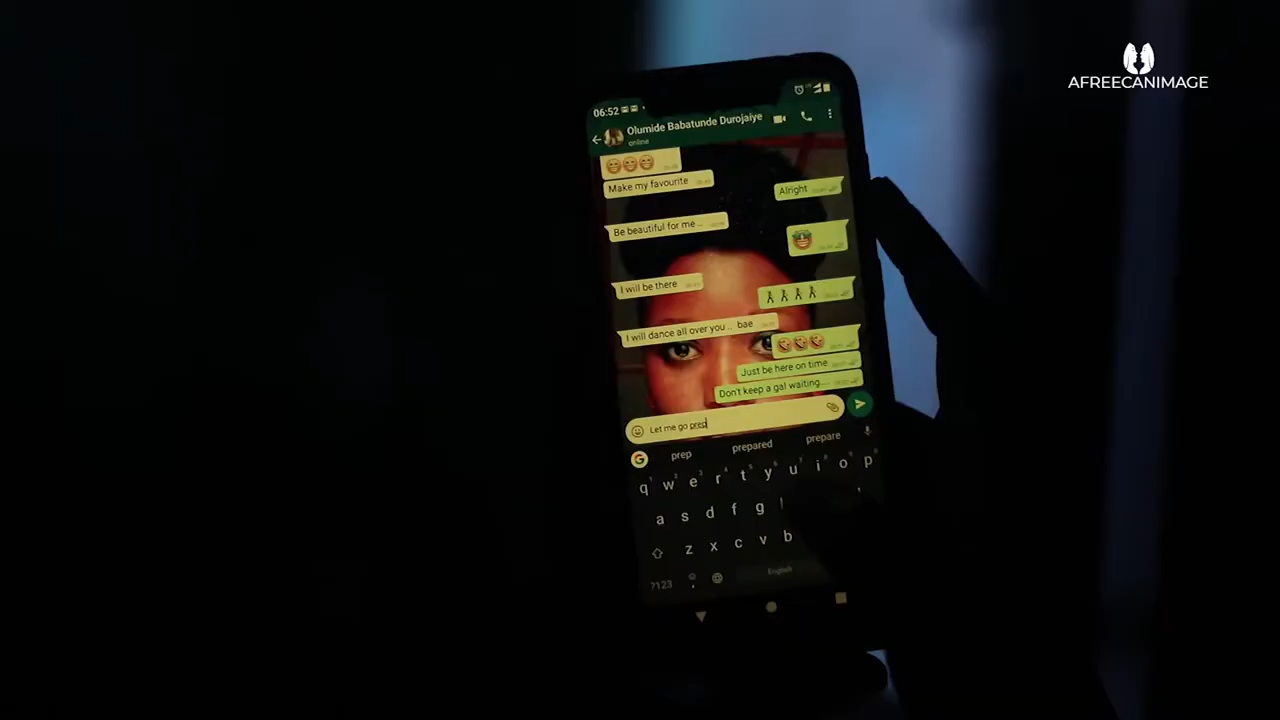 AFREECANIMAGE
06:52
Olumide Babatunde Durojaiye
online
Make my favourite
Alright
Be beautiful for me ...
I will be there
I will dance all over you .. bae
Just be here on time
Don't keep a gal waiting....
Let me go prep
G
prep prepared prepare
q w e r t y u i o p
a s d f g
z x c v b
?123
English